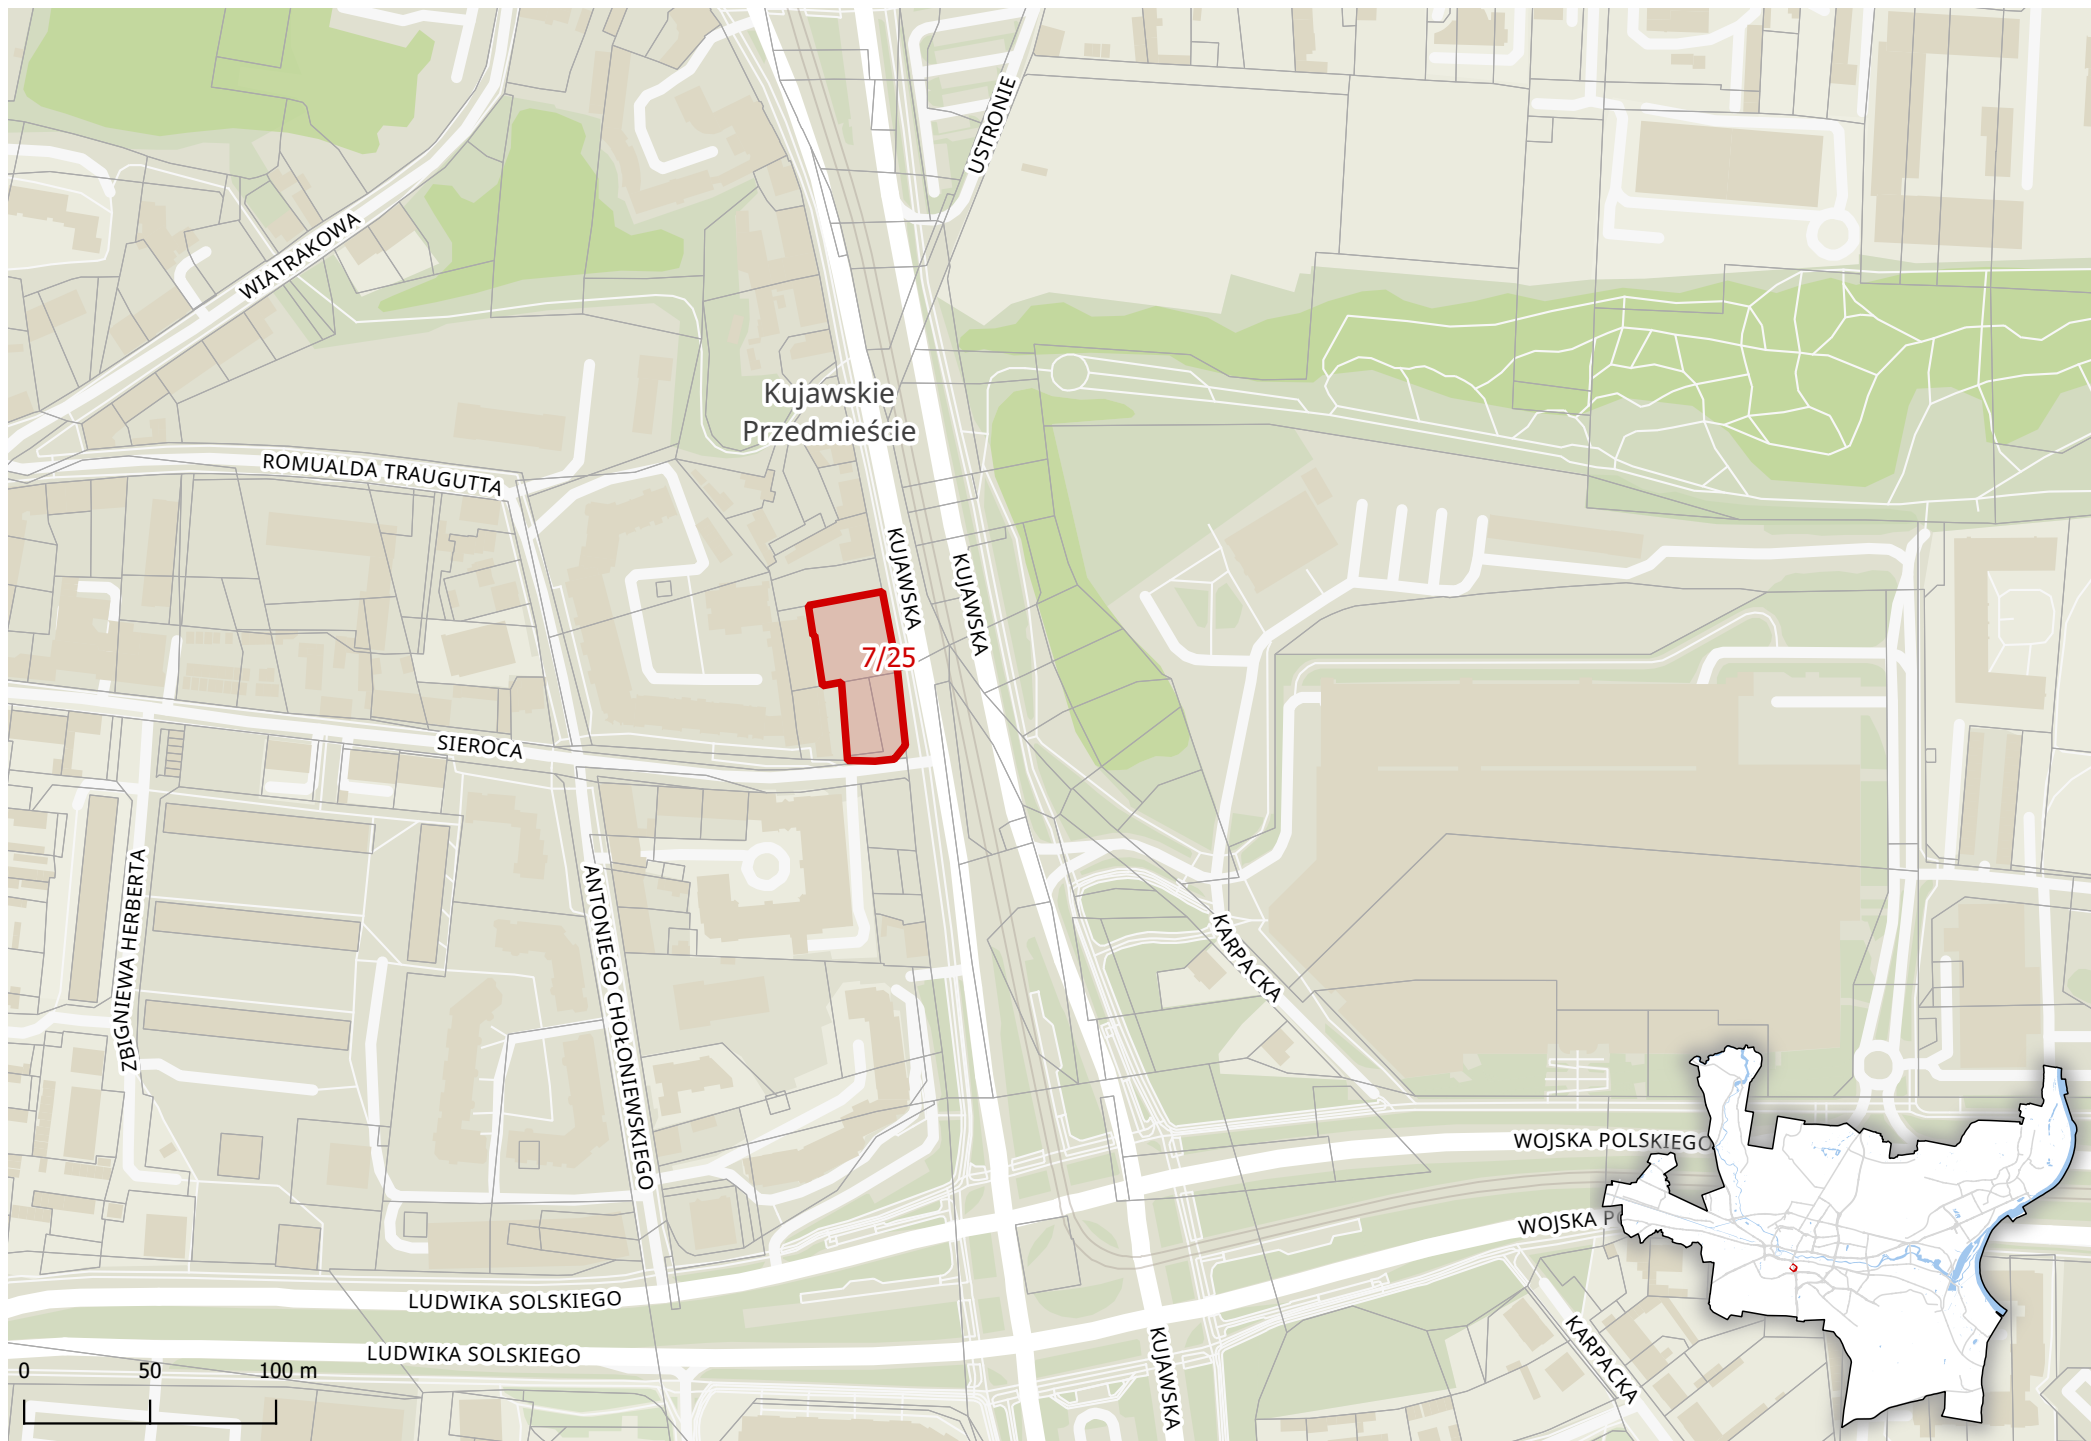 USTRONIE
WIATRAKOWA
Kujawskie
Przedmieście
ROMUALDA TRAUGUTTA
KUJAWSKA
KUJAWSKA
7/25
SIEROCA
ZBIGNIEWA HERBERTA
ANTONIEGO CHOŁONIEWSKIEGO
KARPACKA
WOJSKA POLSKIEGO
WOJSKA
LUDWIKA SOLSKIEGO
LUDWIKA SOLSKIEGO
KUJAWSKA
KARPACKA
0 50 100 m